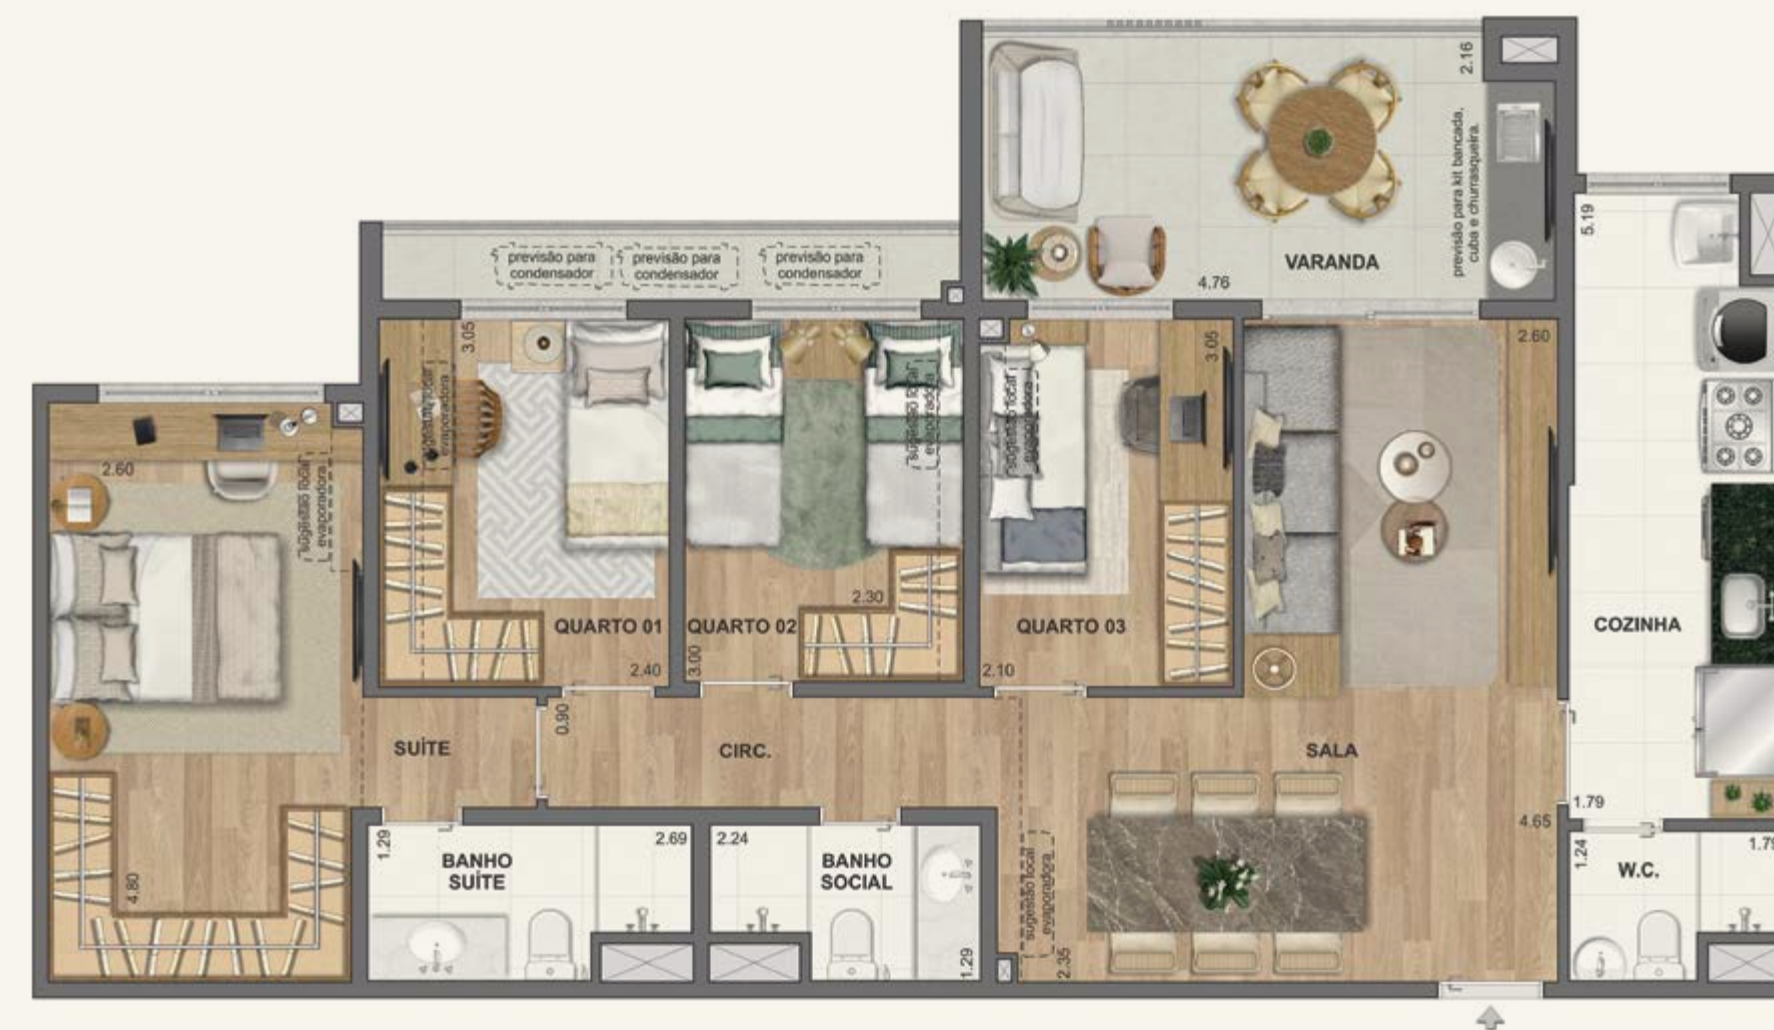 2.16
previsão para kit bancada,
cuba e churrasqueira.
VARANDA
4.76
5.19
previsão para
condensador
previsão para
condensador
previsão para
condensador
3.05
sugestão local
evaporadora
sugestão local
evaporadora
sugestão local
evaporadora
3.05
2.60
2.60
sugestão local
evaporadora
QUARTO 01
2.40
QUARTO 02
2.30
3.00
QUARTO 03
2.10
COZINHA
SUÍTE
0.90
CIRC.
SALA
1.79
4.65
1.29
BANHO
SUÍTE
2.69
2.24
BANHO
SOCIAL
1.29
4.80
sugestão local
evaporadora
2.35
1.24
W.C.
1.79